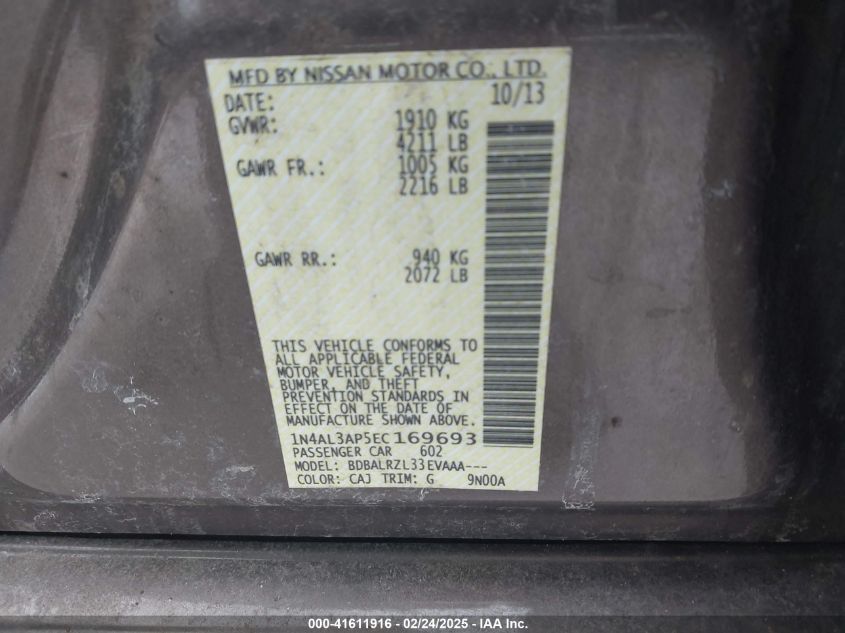 MFD BY NISSAN MOTOR CO., LTD.
DATE: 10/13
GVWR: 1910 KG
4211 LB
GAWR FR.: 1005 KG
2216 LB
GAWR RR.: 940 KG
2072 LB
THIS VEHICLE CONFORMS TO
ALL APPLICABLE FEDERAL
MOTOR VEHICLE SAFETY,
BUMPER, AND THEFT
PREVENTION STANDARDS IN
EFFECT ON THE DATE OF
MANUFACTURE SHOWN ABOVE.
1N4AL3AP5EC169693
PASSENGER CAR 602
MODEL: BDBALRZL33EVAAA---
COLOR: CAJ TRIM: G 9N00A
000-41611916 - 02/24/2025 - IAA Inc.